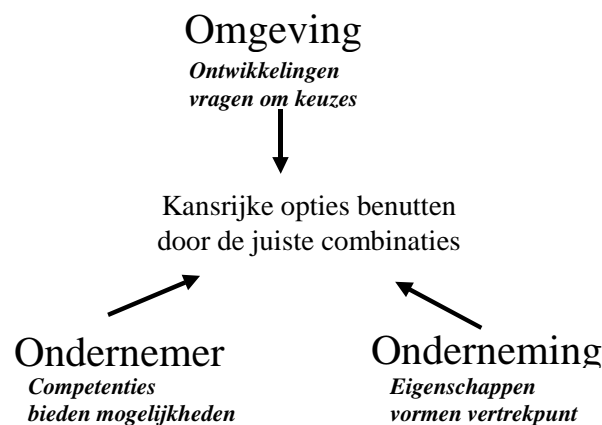 Omgeving
Ontwikkelingen
vragen om keuzes
Kansrijke opties benutten
door de juiste combinaties
Ondernemer
Competenties
bieden mogelijkheden
Onderneming
Eigenschappen
vormen vertrekpunt